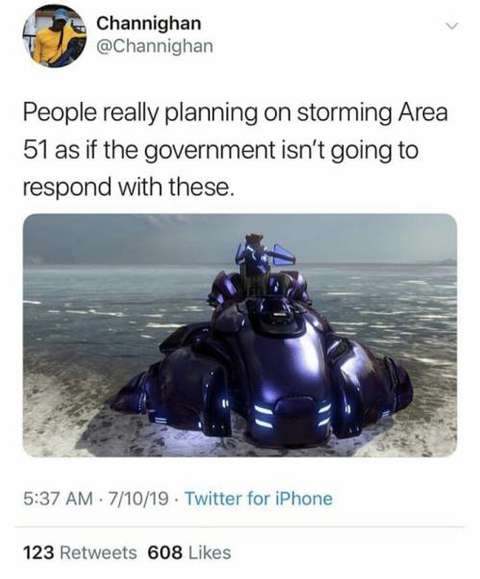 Channighan
@Channighan
People really planning on storming Area
51 as if the government isn't going to
respond with these.
5:37 AM · 7/10/19 · Twitter for iPhone
123 Retweets 608 Likes